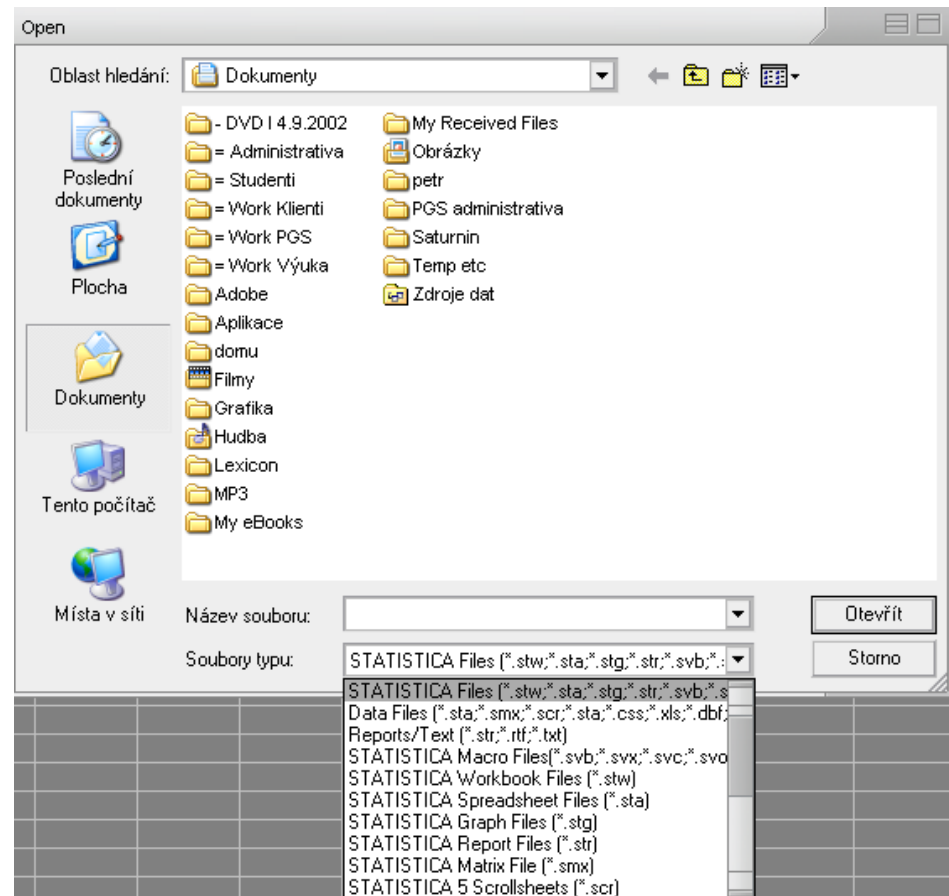 Open
Oblast hledání:
Dokumenty
Poslední
dokumenty
Plocha
Dokumenty
Tento počítač
Místa v síti
- DVD I 4.9.2002
= Administrativa
= Studenti
= Work Klienti
= Work PGS
= Work Výuka
Adobe
Aplikace
domu
Filmy
Grafika
Hudba
Lexicon
MP3
My eBooks
My Received Files
Obrázky
petr
PGS administrativa
Saturnin
Temp etc
Zdroje dat
Název souboru:
Otevřít
Soubory typu:
STATISTICA Files (*.stw;*.sta;*.stg;*.str;*.svb;*.
Storno
STATISTICA Files (*.stw;*.sta;*.stg;*.str;*.svb;*.s
Data Files (*.sta;*.smx;*.scr;*.sta;*.css;*.xls;*.dbf;
Reports/Text (*.str;*.rtf;*.txt)
STATISTICA Macro Files(*.svb;*.svx;*.svc;*.svo
STATISTICA Workbook Files (*.stw)
STATISTICA Spreadsheet Files (*.sta)
STATISTICA Graph Files (*.stg)
STATISTICA Report Files (*.str)
STATISTICA Matrix File (*.smx)
STATISTICA 5 Scrollsheets (*.scr)